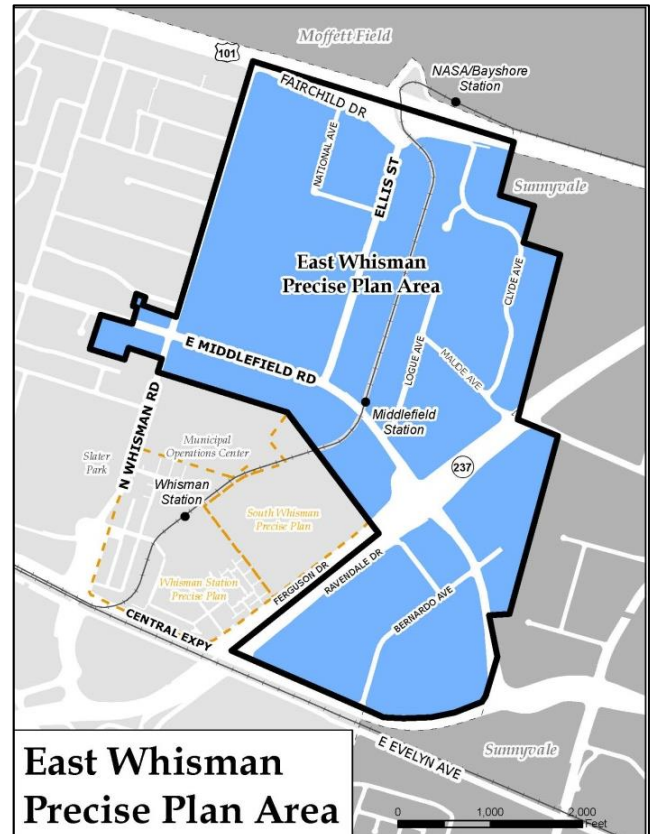 Moffett Field
101
NASA/Bayshore
Station
FAIRCHILD DR
NATIONAL AVE
ELLIS ST
Sunnyvale
East Whisman
Precise Plan Area
CLYDE AVE
E MIDDLEFIELD RD
LOGUE AVE
MAUDE AVE
N WHISMAN RD
Middlefield
Station
Municipal
Operations Center
Slater
Park
237
Whisman
Station
South Whisman
Precise Plan
FERGUSON DR
RAVENDALE DR
Whisman Station
Precise Plan
BERNARDO AVE
CENTRAL EXPY
E EVELYN AVE
Sunnyvale
East Whisman
Precise Plan Area
0 1,000 2,000
Feet